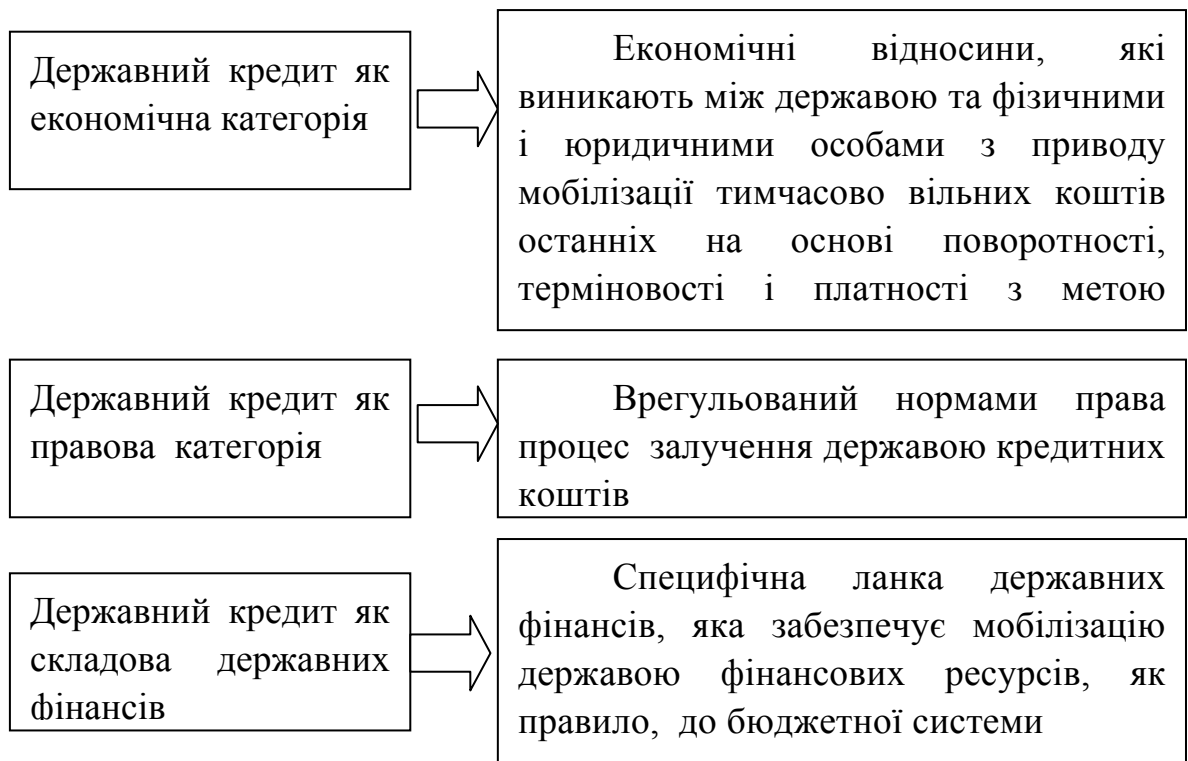 Державний кредит як
економічна категорія
Економічні відносини, які
виникають між державою та фізичними
і юридичними особами з приводу
мобілізації тимчасово вільних коштів
останніх на основі поворотності,
терміновості і платності з метою
Державний кредит як
правова категорія
Врегульований нормами права
процес залучення державою кредитних
коштів
Державний кредит як
складова державних
фінансів
Специфічна ланка державних
фінансів, яка забезпечує мобілізацію
державою фінансових ресурсів, як
правило, до бюджетної системи